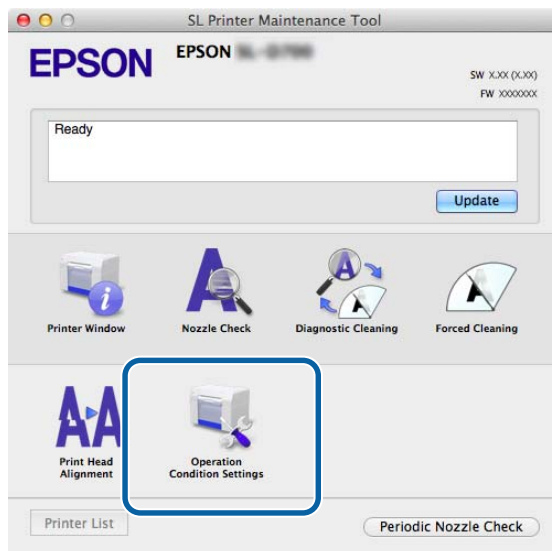 SL Printer Maintenance Tool
EPSON
EPSON
SW X.XX (X.XX)
FW XXXXXXX
Ready
Update
Printer Window
Nozzle Check
Diagnostic Cleaning
Forced Cleaning
Print Head
Alignment
Operation
Condition Settings
Printer List
Periodic Nozzle Check